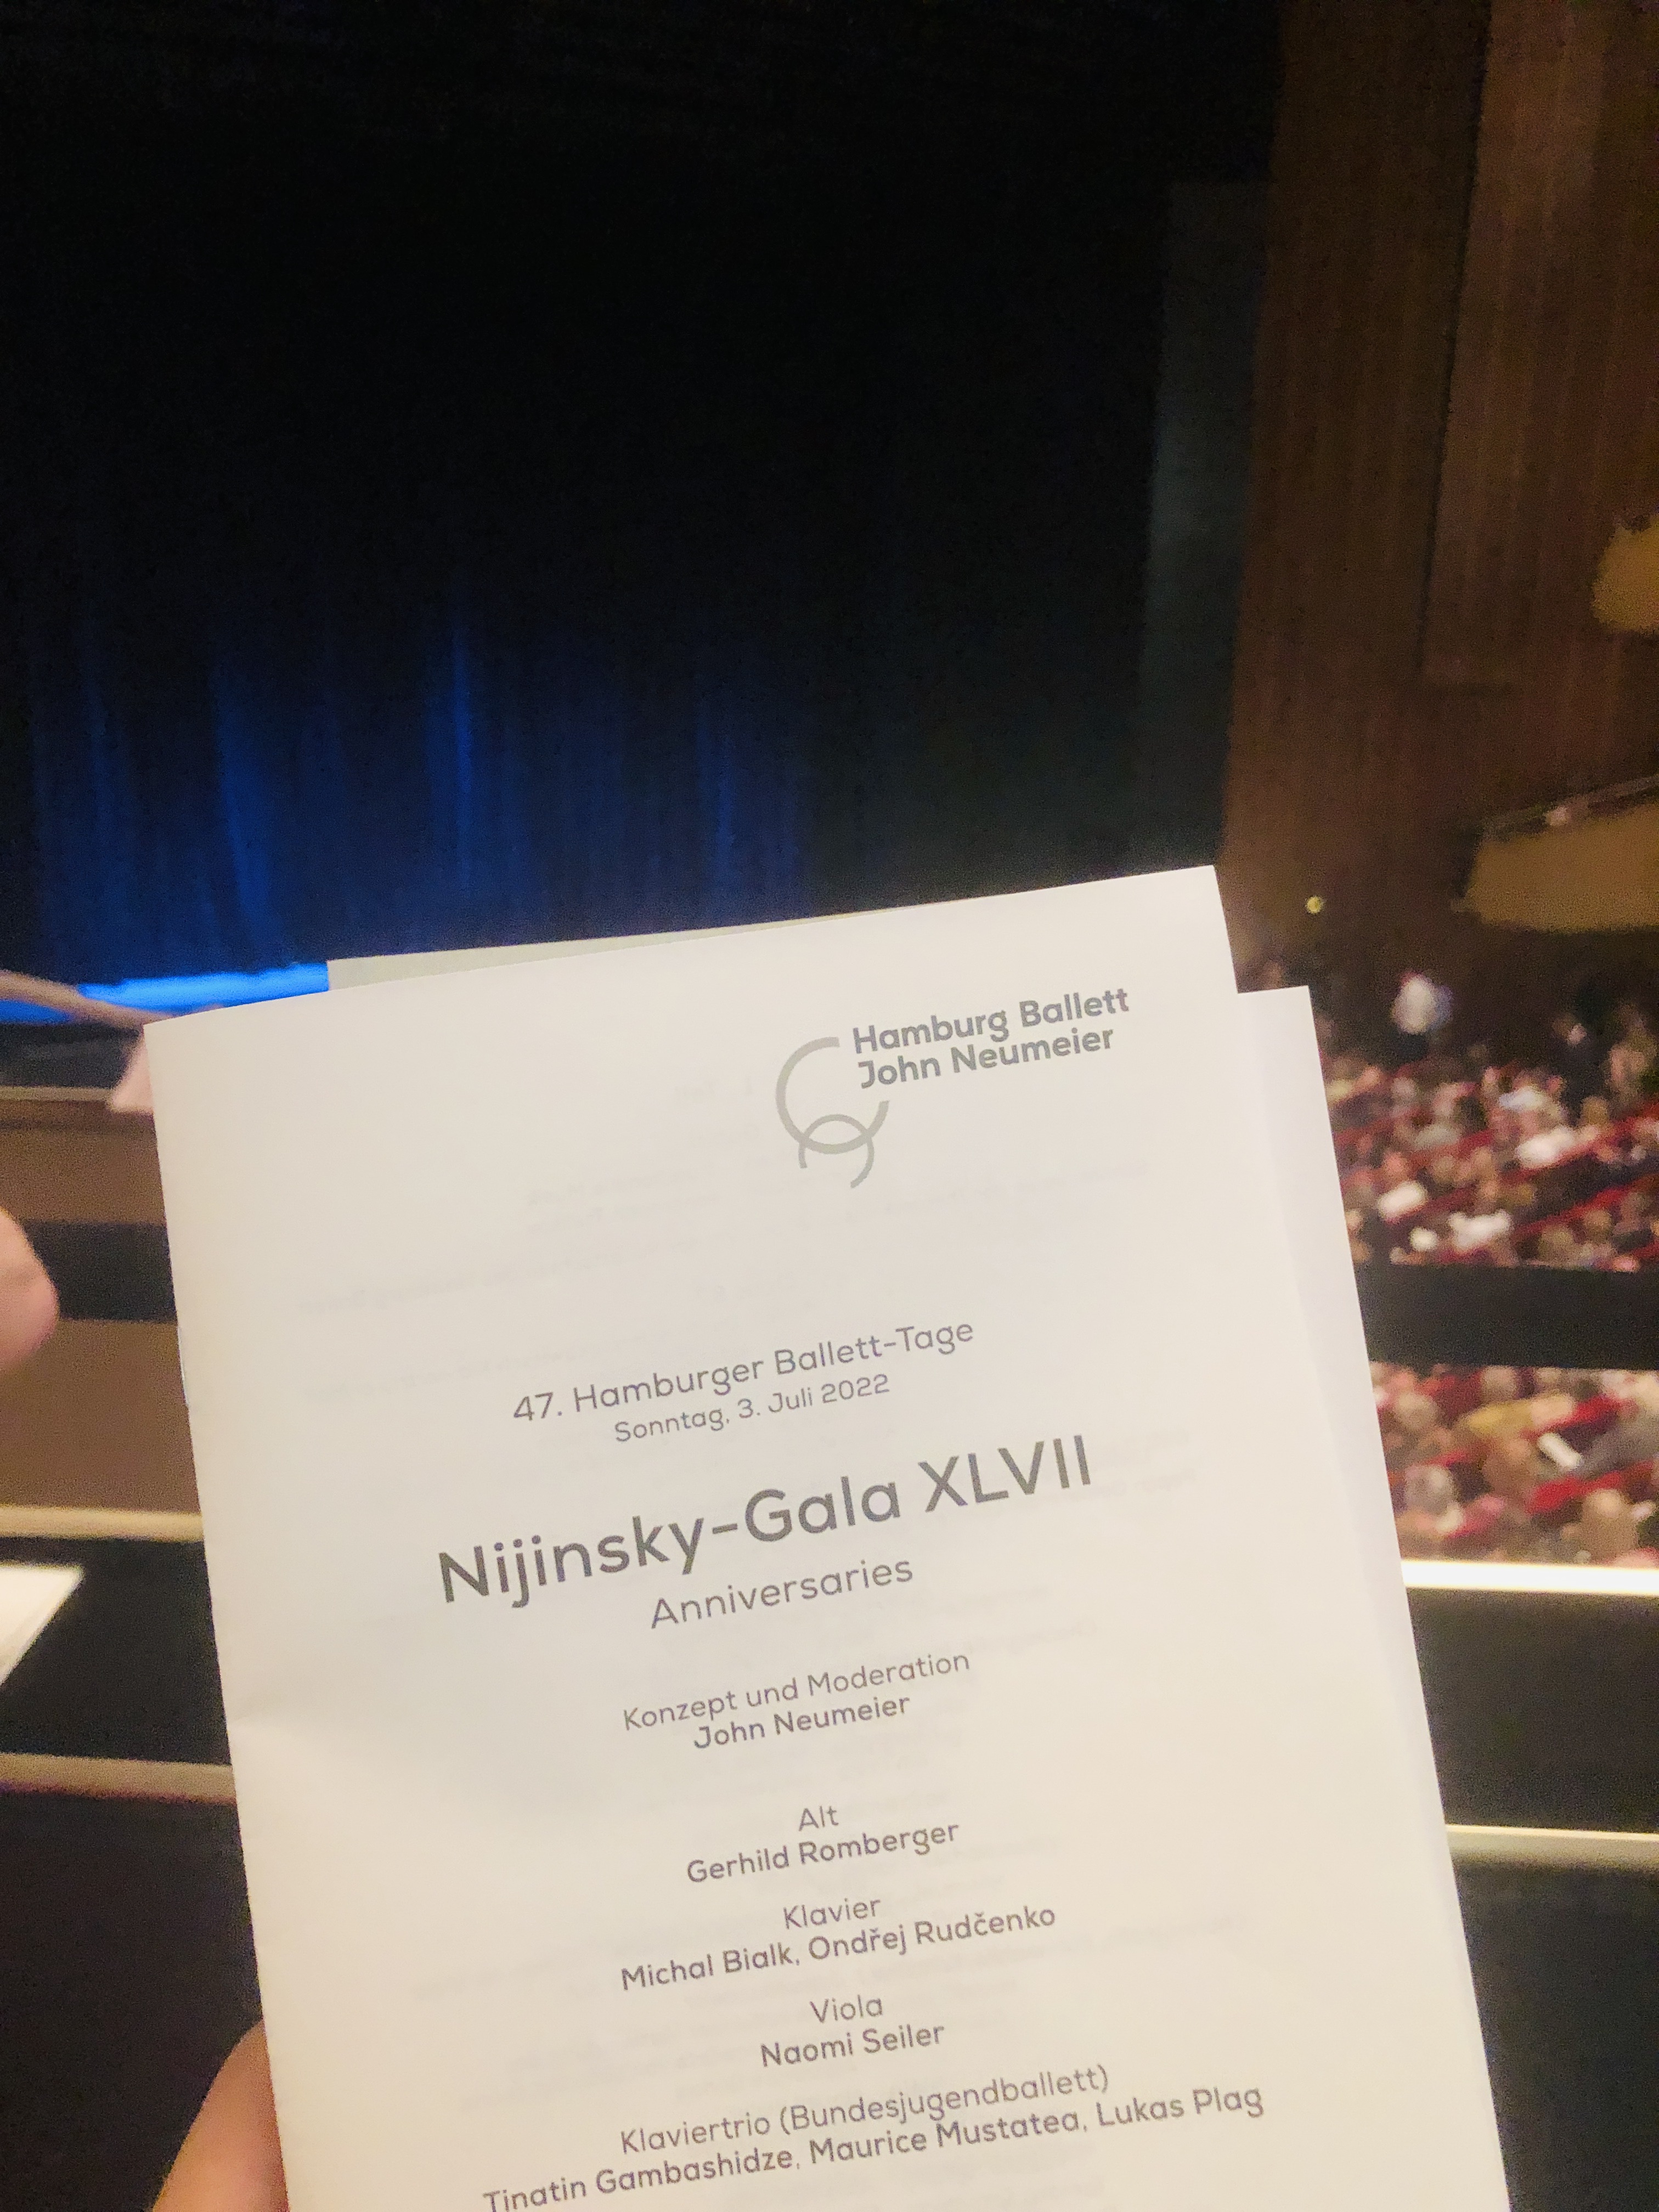 Hamburg Ballett
John Neumeier
47. Hamburger Ballett-Tage
Sonntag, 3. Juli 2022
Nijinsky-Gala XLVII
Anniversaries
Konzept und Moderation
John Neumeier
Alt
Gerhild Romberger
Klavier
Michal Bialk, Ondřej Rudčenko
Viola
Naomi Seiler
Klaviertrio (Bundesjugendballett)
Tinatin Gambashidze, Maurice Mustatea, Lukas Plag